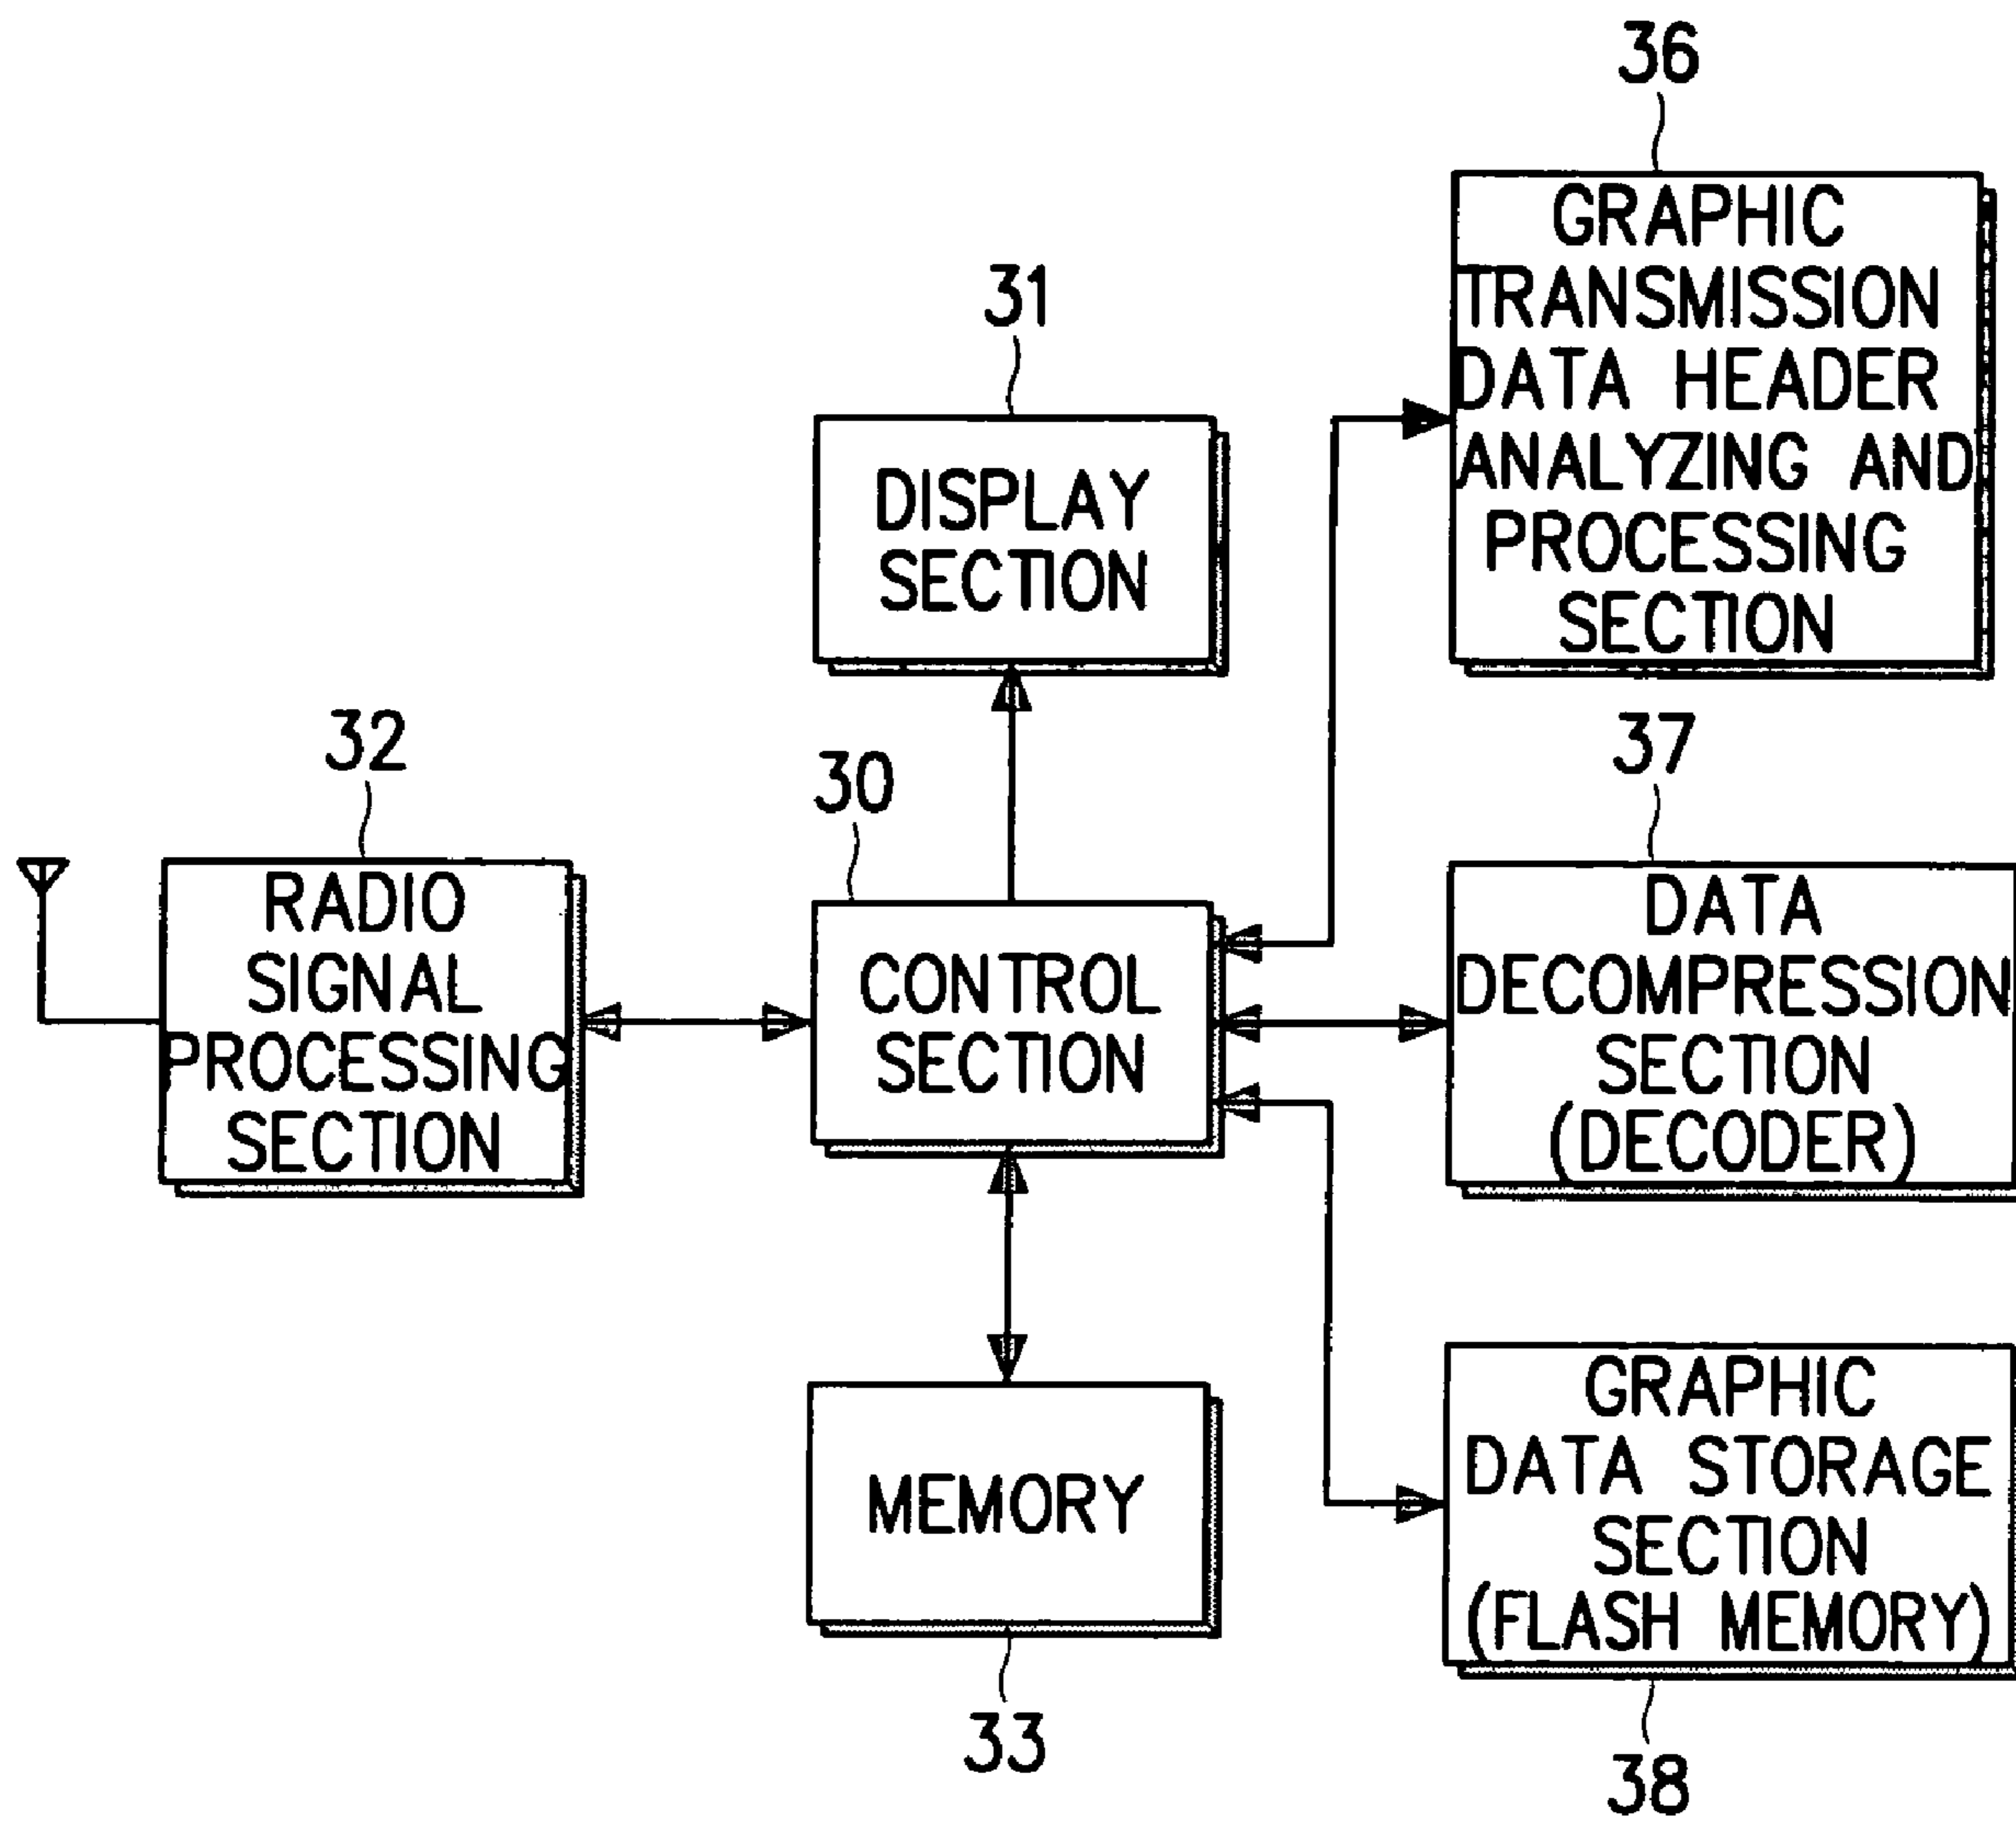 36
GRAPHIC
TRANSMISSION
DATA HEADER
ANALYZING AND
PROCESSING
SECTION
31
DISPLAY
SECTION
32
RADIO
SIGNAL
PROCESSING
SECTION
30
CONTROL
SECTION
37
DATA
DECOMPRESSION
SECTION
(DECODER)
MEMORY
33
GRAPHIC
DATA STORAGE
SECTION
(FLASH MEMORY)
38